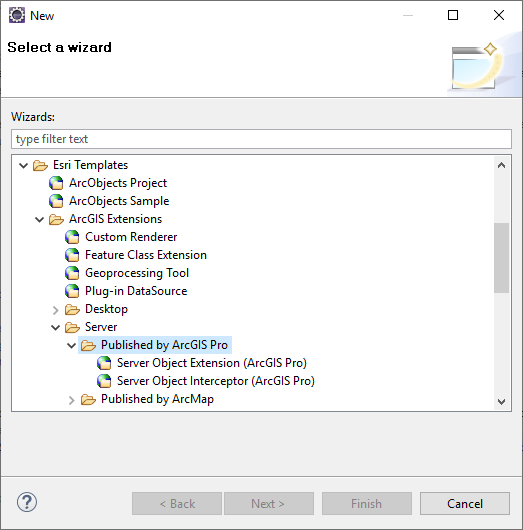 New
Select a wizard
Wizards:
type filter text
Esri Templates
ArcObjects Project
ArcObjects Sample
ArcGIS Extensions
Custom Renderer
Feature Class Extension
Geoprocessing Tool
Plug-in DataSource
Desktop
Server
Published by ArcGIS Pro
Server Object Extension (ArcGIS Pro)
Server Object Interceptor (ArcGIS Pro)
Published by ArcMap
? < Back Next > Finish Cancel